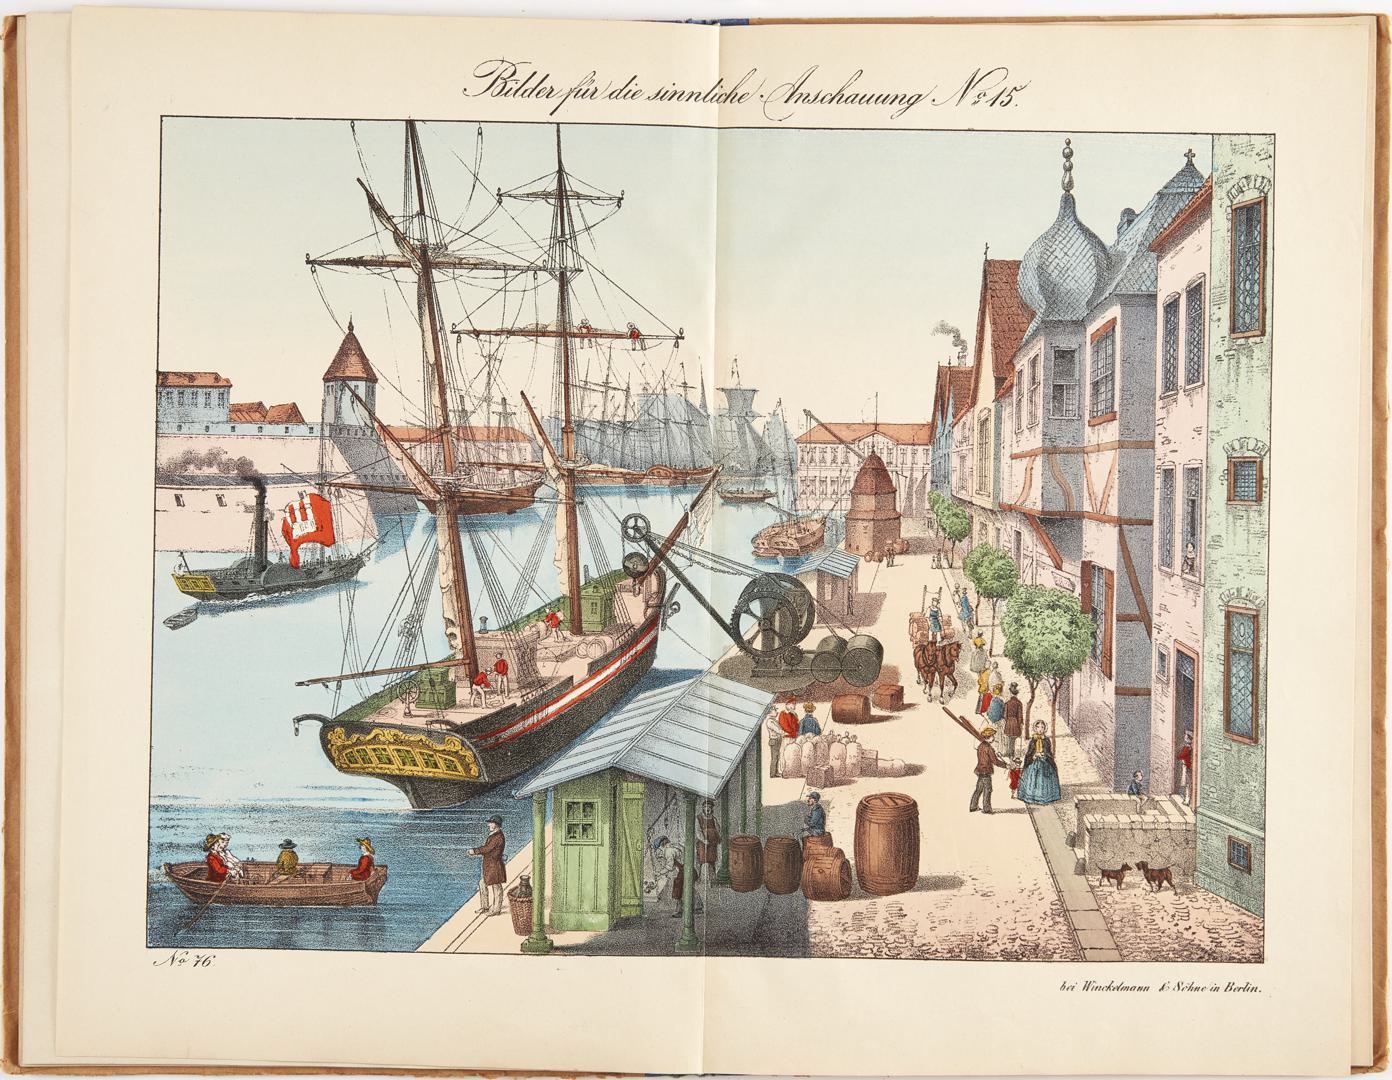 Bilder für die sinnliche Anschauung No 15.
No 76
bei Winckelmann & Söhne in Berlin.